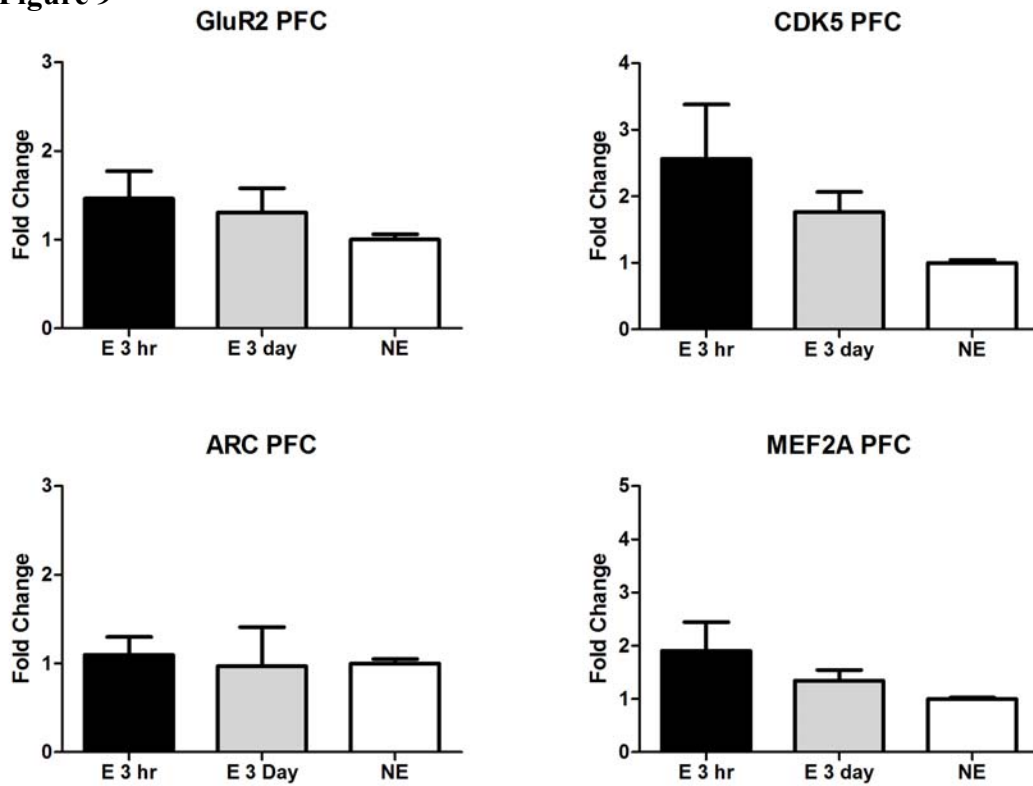 GluR2 PFC
3
2
1
0
Fold Change
E 3 hr
E 3 day
NE
CDK5 PFC
4
3
2
1
0
Fold Change
E 3 hr
E 3 day
NE
ARC PFC
3
2
1
0
Fold Change
E 3 hr
E 3 Day
NE
MEF2A PFC
5
4
3
2
1
0
Fold Change
E 3 hr
E 3 day
NE